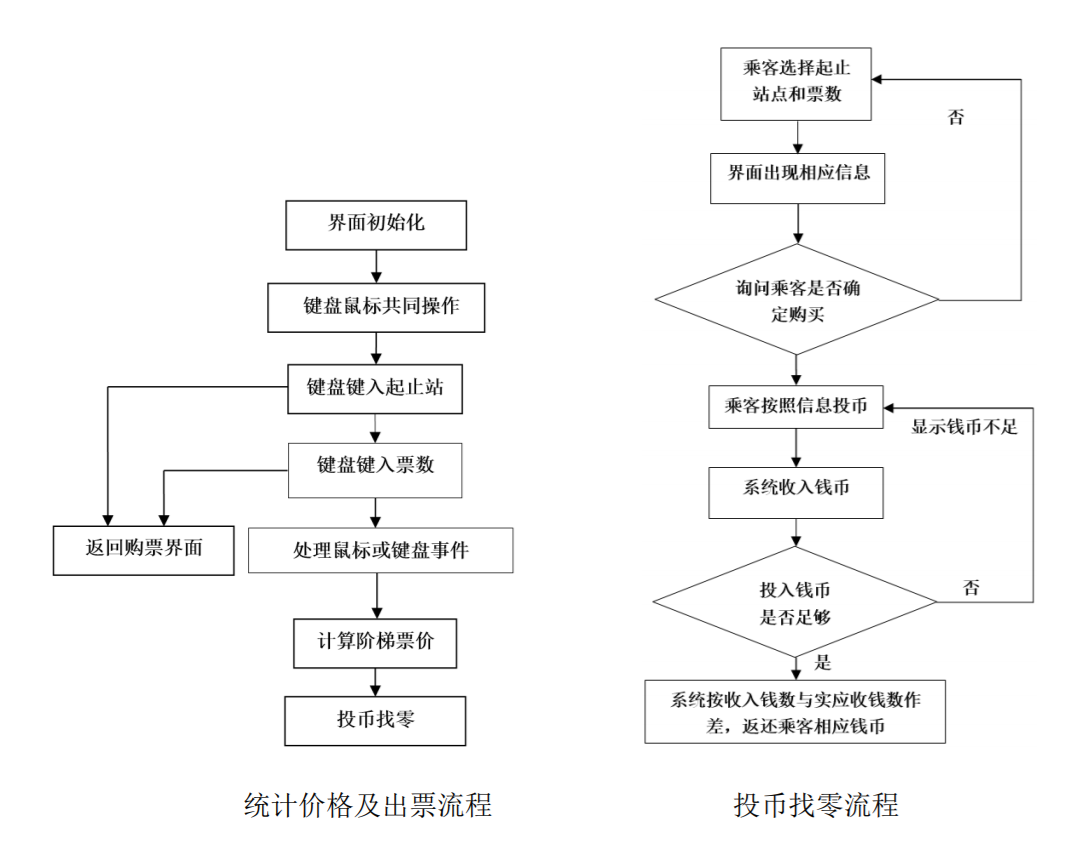 界面初始化
键盘鼠标共同操作
键盘键入起止站
键盘键入票数
返回购票界面
处理鼠标或键盘事件
计算阶梯票价
投币找零
统计价格及出票流程
乘客选择起止
站点和票数
否
界面出现相应信息
询问乘客是否确
定购买
乘客按照信息投币
显示钱币不足
系统收入钱币
投入钱币
是否足够
否
是
系统按收入钱数与实应收钱数作
差，返还乘客相应钱币
投币找零流程